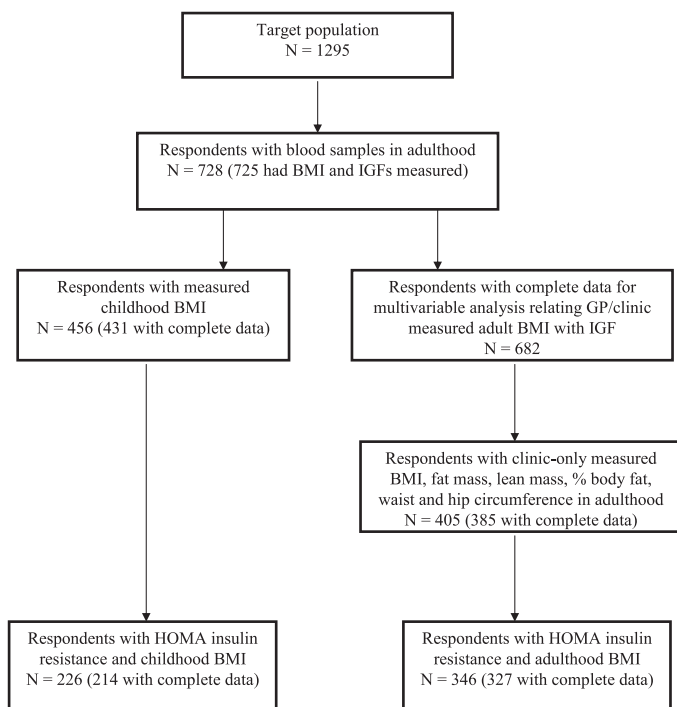 Target population
N = 1295
Respondents with blood samples in adulthood
N = 728 (725 had BMI and IGFs measured)
Respondents with measured
childhood BMI
N = 456 (431 with complete data)
Respondents with complete data for
multivariable analysis relating GP/clinic
measured adult BMI with IGF
N = 682
Respondents with clinic-only measured
BMI, fat mass, lean mass, % body fat,
waist and hip circumference in adulthood
N = 405 (385 with complete data)
Respondents with HOMA insulin
resistance and childhood BMI
N = 226 (214 with complete data)
Respondents with HOMA insulin
resistance and adulthood BMI
N = 346 (327 with complete data)